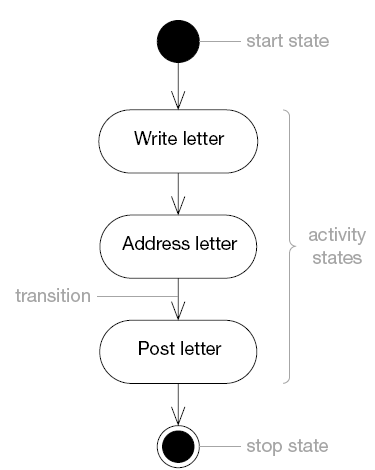 start state
Write letter
Address letter
activity
states
transition
Post letter
stop state